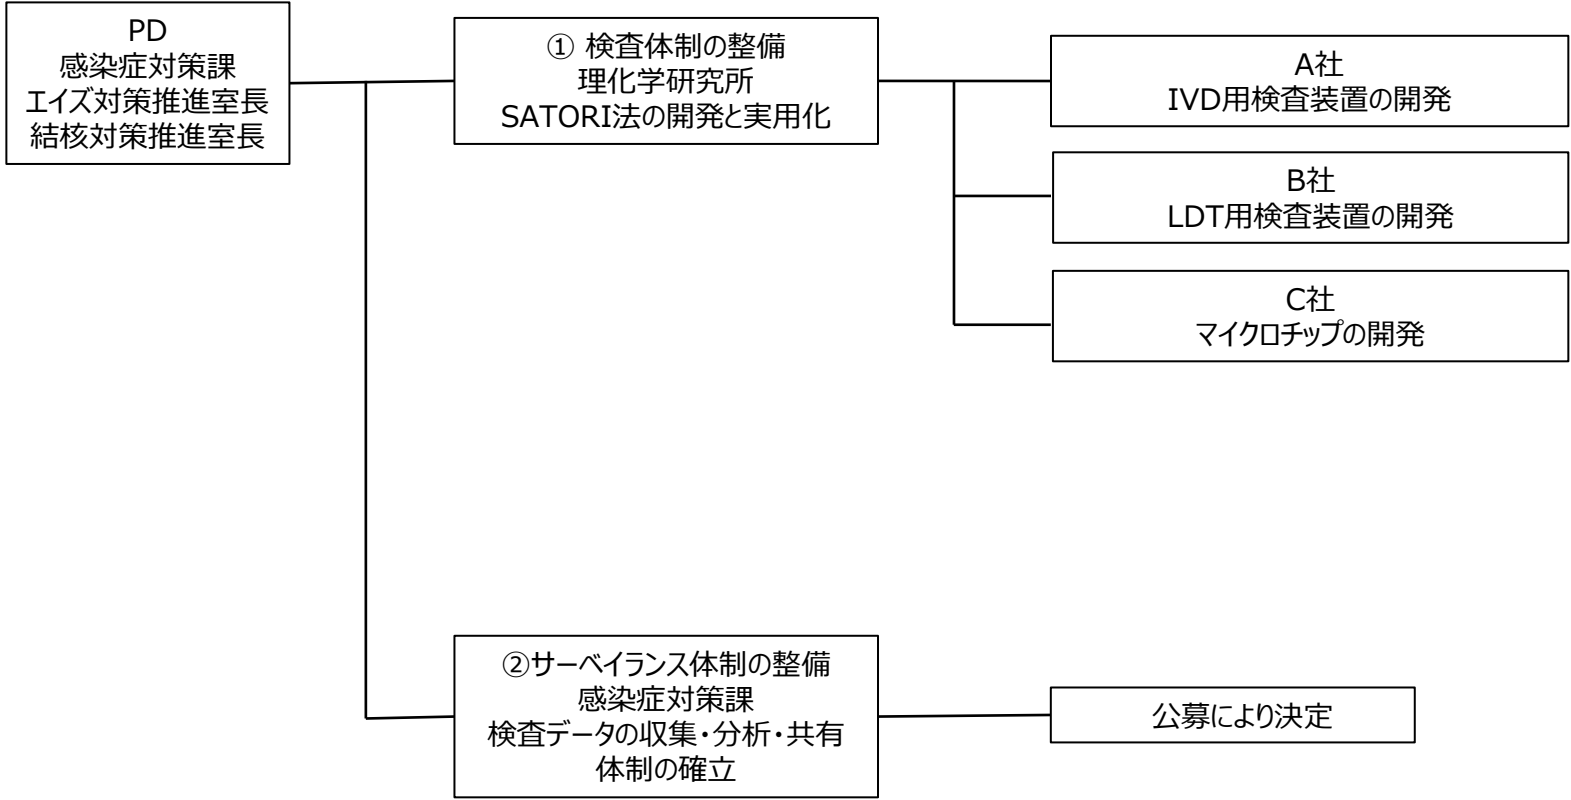 PD
感染症対策課
エイズ対策推進室長
結核対策推進室長
① 検査体制の整備
理化学研究所
SATORI法の開発と実用化
A社
IVD用検査装置の開発
B社
LDT用検査装置の開発
C社
マイクロチップの開発
②サーベイランス体制の整備
感染症対策課
検査データの収集・分析・共有
体制の確立
公募により決定